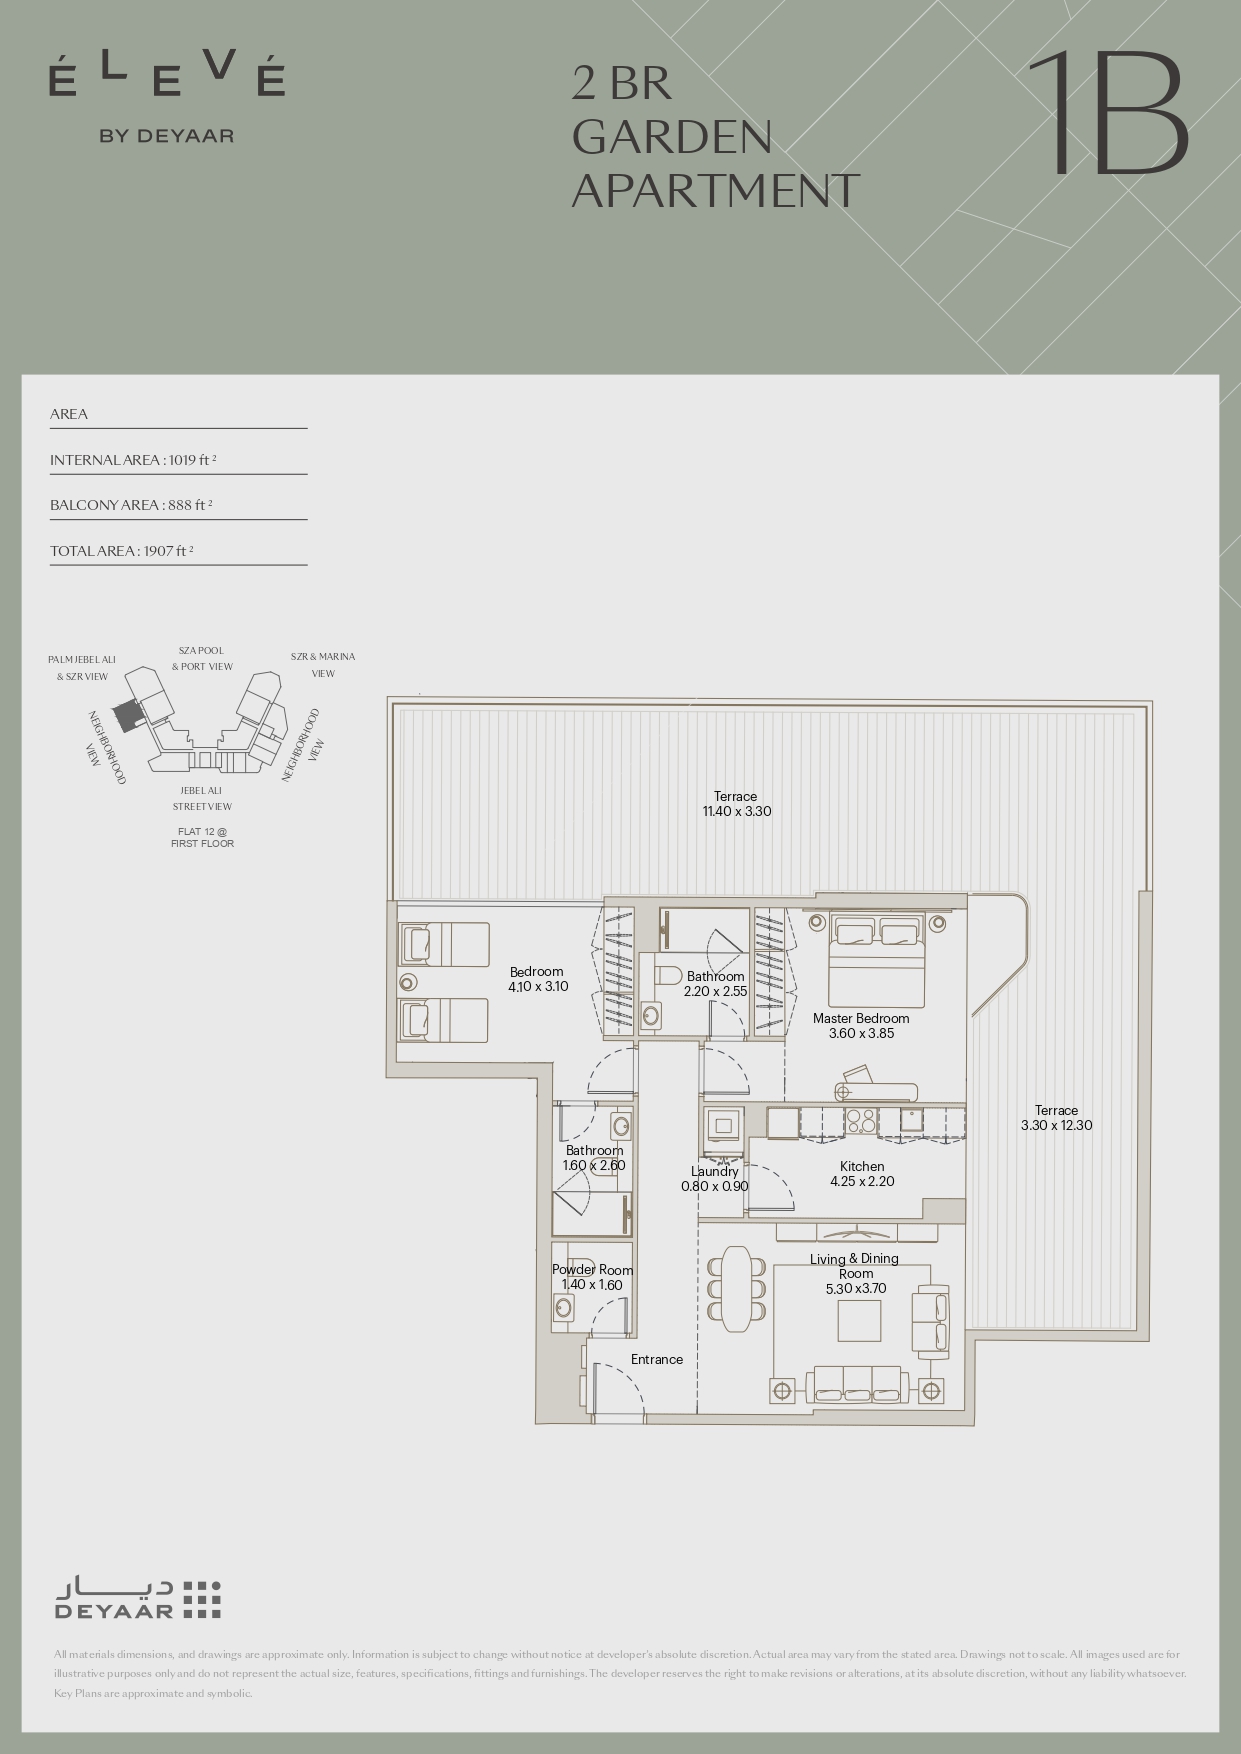 ÉLEVÉ
BY DEYAAR
2 BR
GARDEN
APARTMENT
1B
AREA
INTERNAL AREA : 1019 ft ²
BALCONY AREA : 888 ft ²
TOTAL AREA : 1907 ft ²
PALM JEBEL ALI
& SZR VIEW
SZA POOL
& PORT VIEW
SZR & MARINA
VIEW
NEIGHBORHOOD
VIEW
NEIGHBORHOOD
VIEW
JEBEL ALI
STREET VIEW
FLAT 12 @
FIRST FLOOR
Terrace
11.40 x 3.30
Bedroom
4.10 x 3.10
Bathroom
2.20 x 2.55
Master Bedroom
3.60 x 3.85
Terrace
3.30 x 12.30
Bathroom
1.60 x 2.60
Laundry
0.80 x 0.90
Kitchen
4.25 x 2.20
Powder Room
1.40 x 1.60
Living & Dining
Room
5.30 x3.70
Entrance
ديـار
DEYAAR
All materials dimensions, and drawings are approximate only. Information is subject to change without notice at developer's absolute discretion. Actual area may vary from the stated area. Drawings not to scale. All images used are for
illustrative purposes only and do not represent the actual size, features, specifications, fittings and furnishings. The developer reserves the right to make revisions or alterations, at its absolute discretion, without any liability whatsoever.
Key Plans are approximate and symbolic.